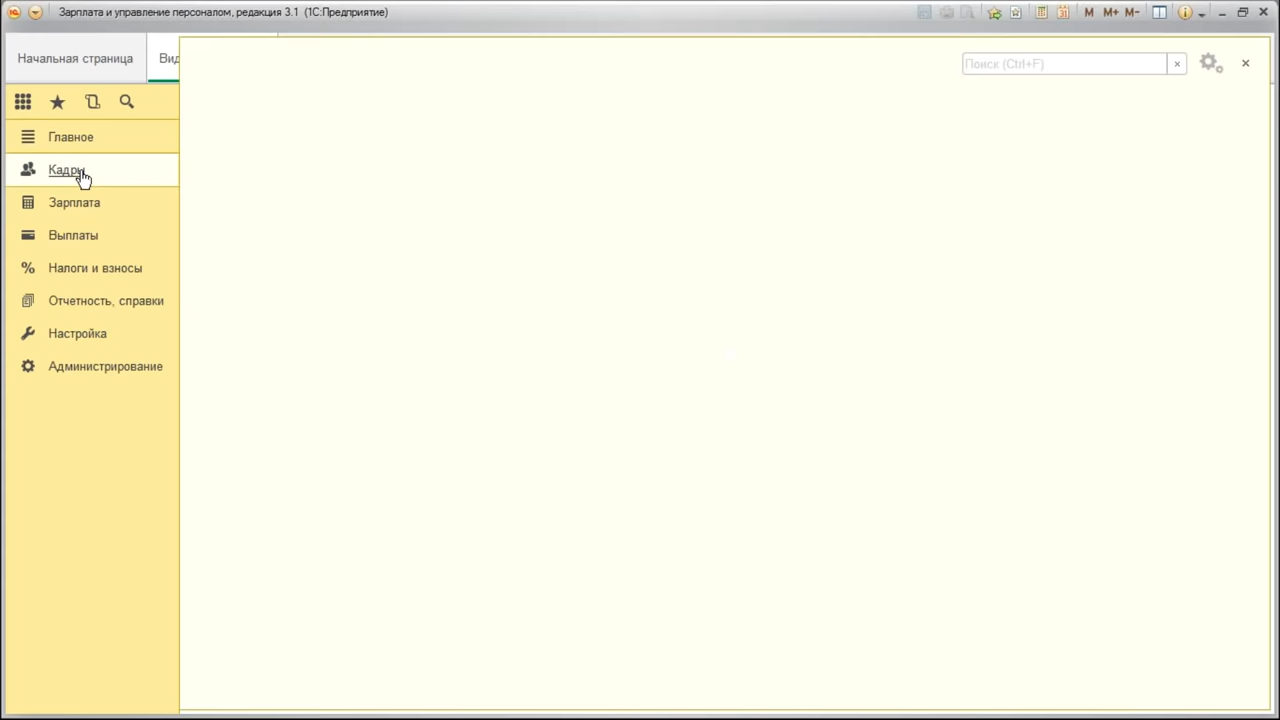 Зарплата и управление персоналом, редакция 3.1 (1С:Предприятие)
M M+ M-
Начальная страница
Вид
Поиск (Ctrl+F)
Главное
Кадры
Зарплата
Выплаты
Налоги и взносы
Отчетность, справки
Настройка
Администрирование